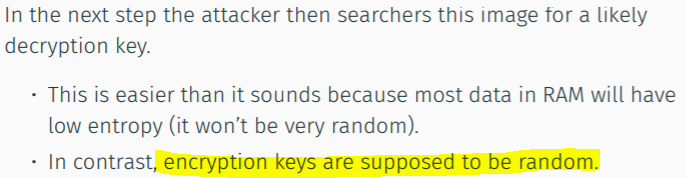 In the next step the attacker then searchers this image for a likely
decryption key.
• This is easier than it sounds because most data in RAM will have
low entropy (it won't be very random).
• In contrast, encryption keys are supposed to be random.